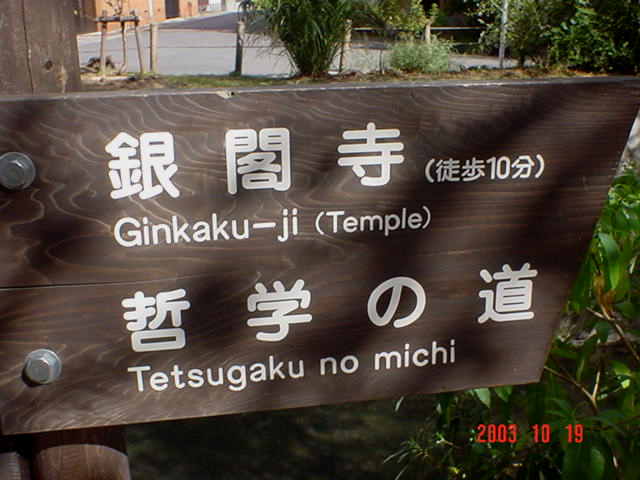 銀閣寺(徒歩10分)
Ginkaku-ji (Temple)
哲学の道
Tetsugaku no michi
2003 10 19